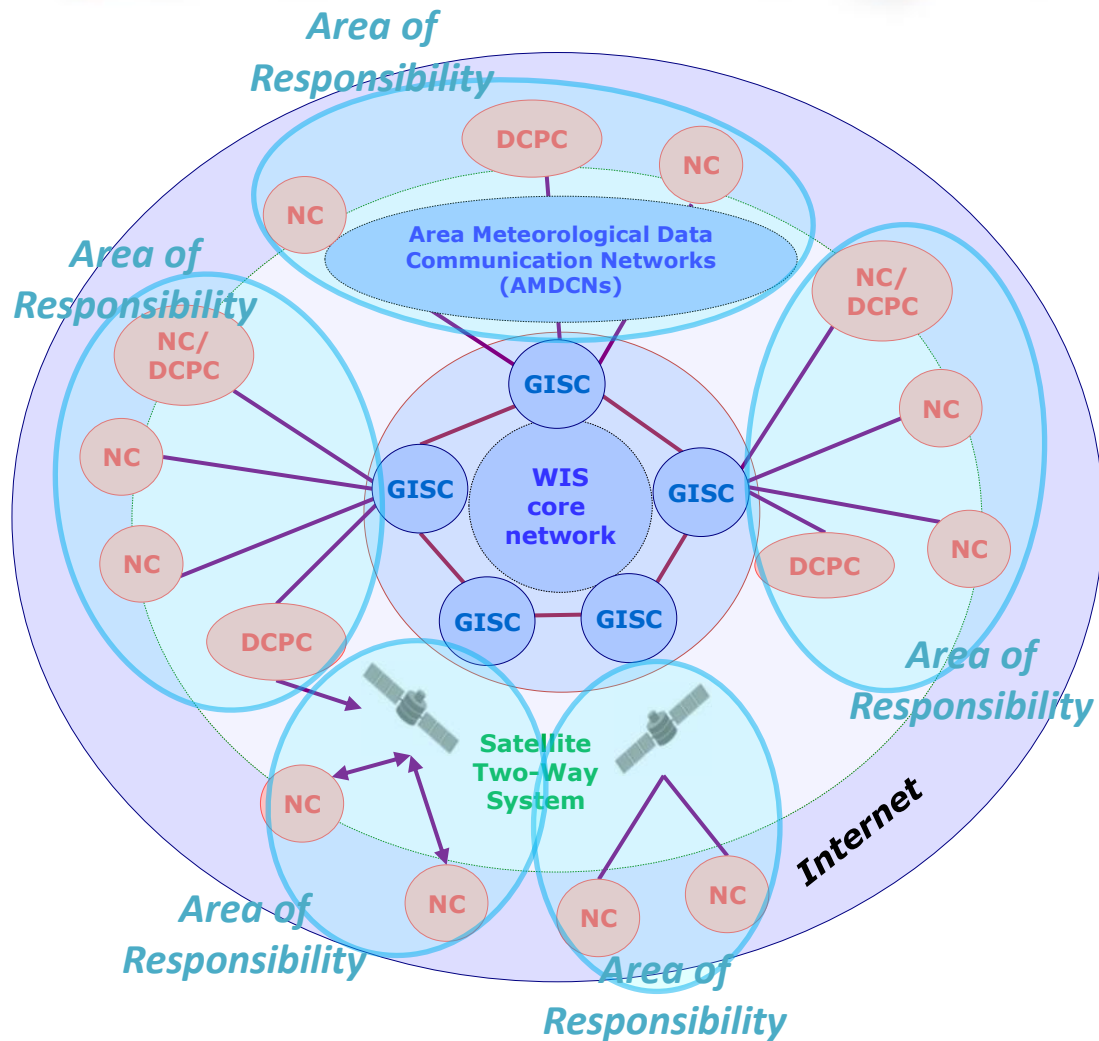 Area of
Responsibility
DCPC
NC
NC
Area Meteorological Data
Communication Networks
(AMDCNs)
Area of
Responsibility
NC/
DCPC
NC
NC
DCPC
NC/
DCPC
NC
NC
DCPC
Area of
Responsibility
GISC
GISC
GISC
GISC
GISC
WIS
core
network
Satellite
Two-Way
System
NC
NC
Area of
Responsibility
NC
NC
Area of
Responsibility
Internet